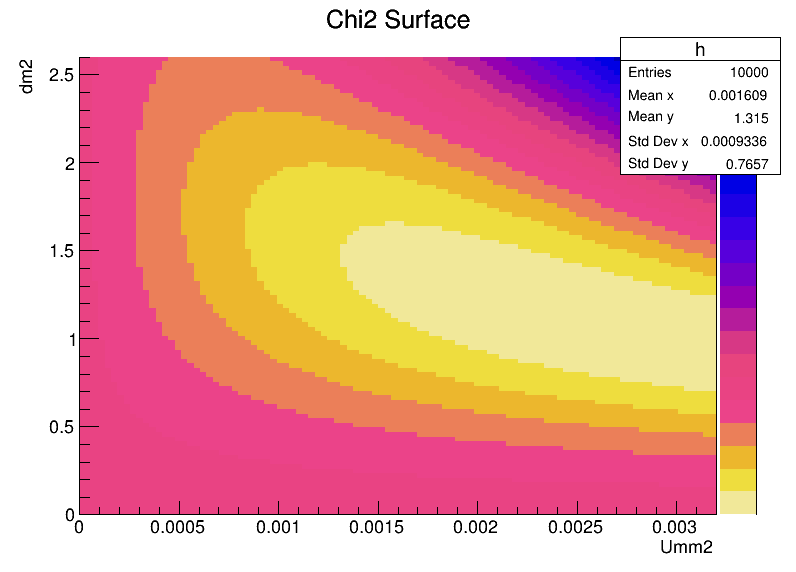 Chi2 Surface
h
Entries 10000
Mean x 0.001609
Mean y 1.315
Std Dev x 0.0009336
Std Dev y 0.7657
dm2
2.5
2
1.5
1
0.5
0
0 0.0005 0.001 0.0015 0.002 0.0025 0.003
Umm2